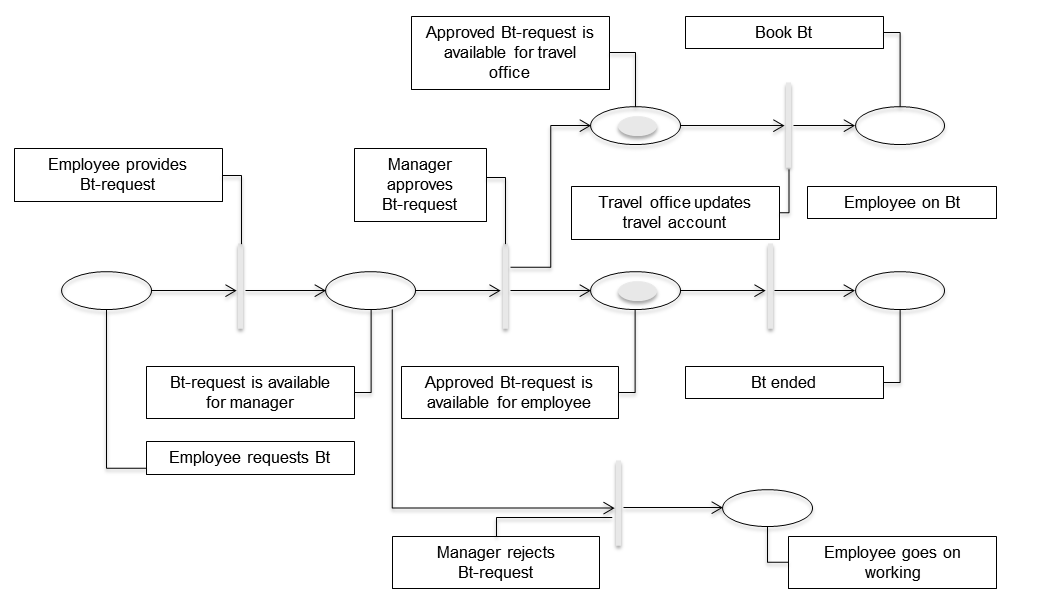 Approved Bt-request is
available for travel
office
Book Bt
Employee provides
Bt-request
Manager
approves
Bt-request
Travel office updates
travel account
Employee on Bt
Bt-request is available
for manager
Approved Bt-request is
available for employee
Bt ended
Employee requests Bt
Manager rejects
Bt-request
Employee goes on
working